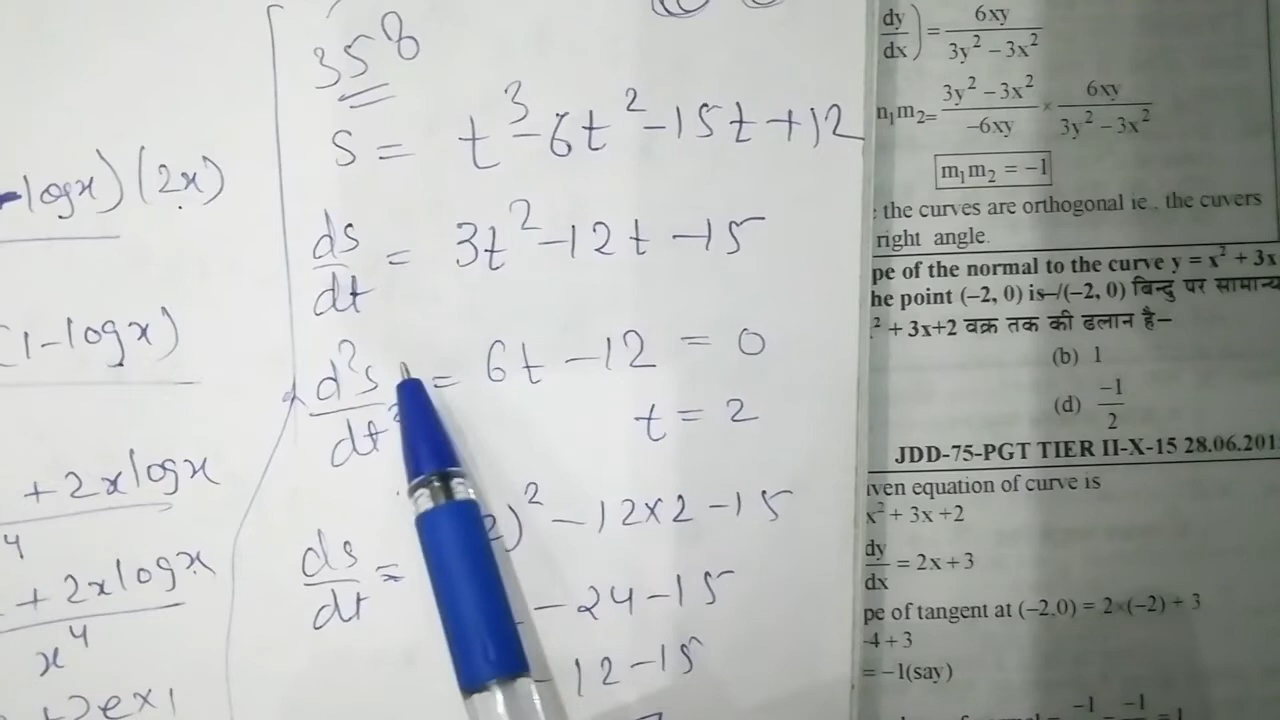 -logx) (2x)
(1-logx)
+2xlogx
4
+2xlogx
x⁴
358
s = t³-6t²-15t+12
ds/dt = 3t²-12t-15
d²s/dt² = 6t-12 = 0
t = 2
ds/dt = 2)²-12×2-15
-24-15
12-15
dy/dx) = 6xy/3y²-3x²
m₂= 3y²-3x²/-6xy × 6xy/3y²-3x²
m₁m₂ = -1
the curves are orthogonal ie., the cuvers
right angle.
pe of the normal to the curve y = x² + 3x
he point (-2, 0) is-/(-2, 0) बिन्दु पर सामान्य
² + 3x+2 वक्र तक की ढलान है-
(b) 1
(d) -1/2
JDD-75-PGT TIER II-X-15 28.06.201
iven equation of curve is
x² + 3x +2
dy/dx = 2x+3
pe of tangent at (-2,0) = 2×(-2) + 3
-4+3
= -1(say)